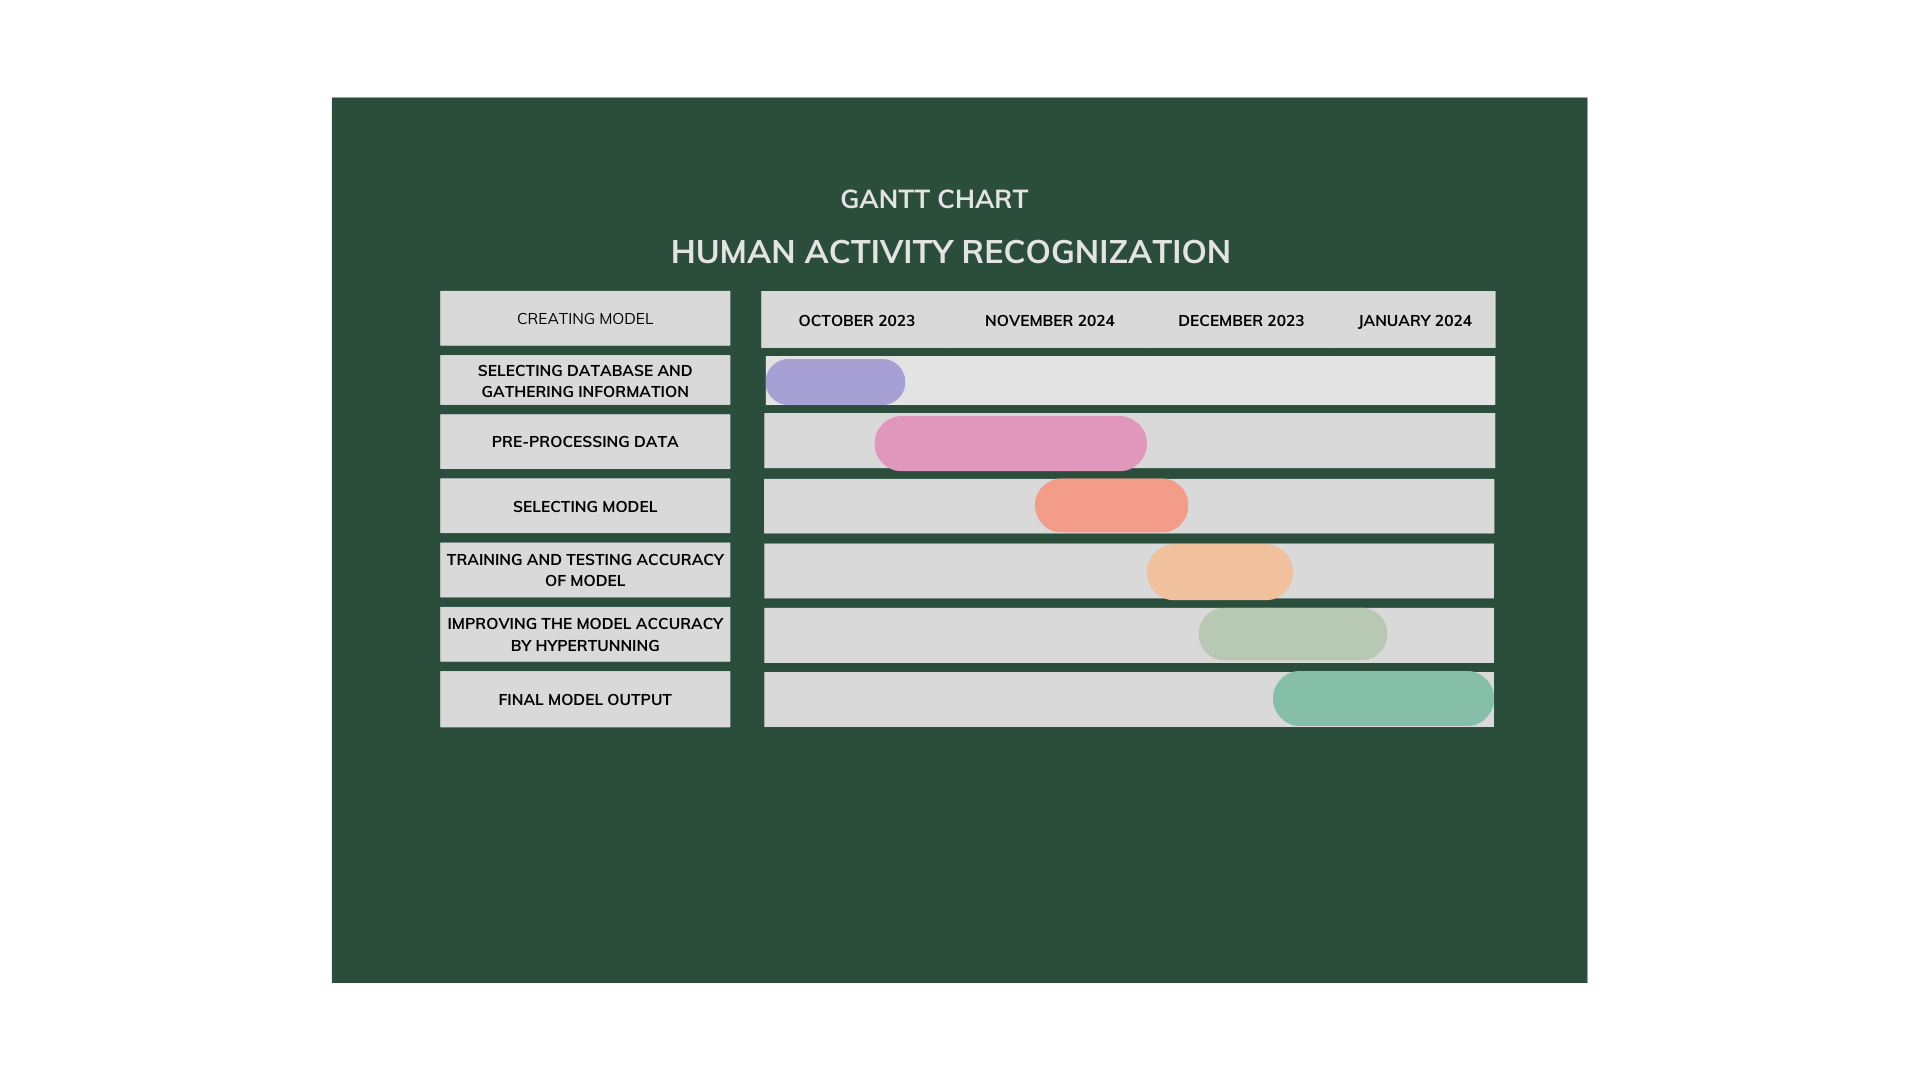 GANTT CHART
HUMAN ACTIVITY RECOGNIZATION
CREATING MODEL
OCTOBER 2023
NOVEMBER 2024
DECEMBER 2023
JANUARY 2024
SELECTING DATABASE AND
GATHERING INFORMATION
PRE-PROCESSING DATA
SELECTING MODEL
TRAINING AND TESTING ACCURACY
OF MODEL
IMPROVING THE MODEL ACCURACY
BY HYPERTUNNING
FINAL MODEL OUTPUT